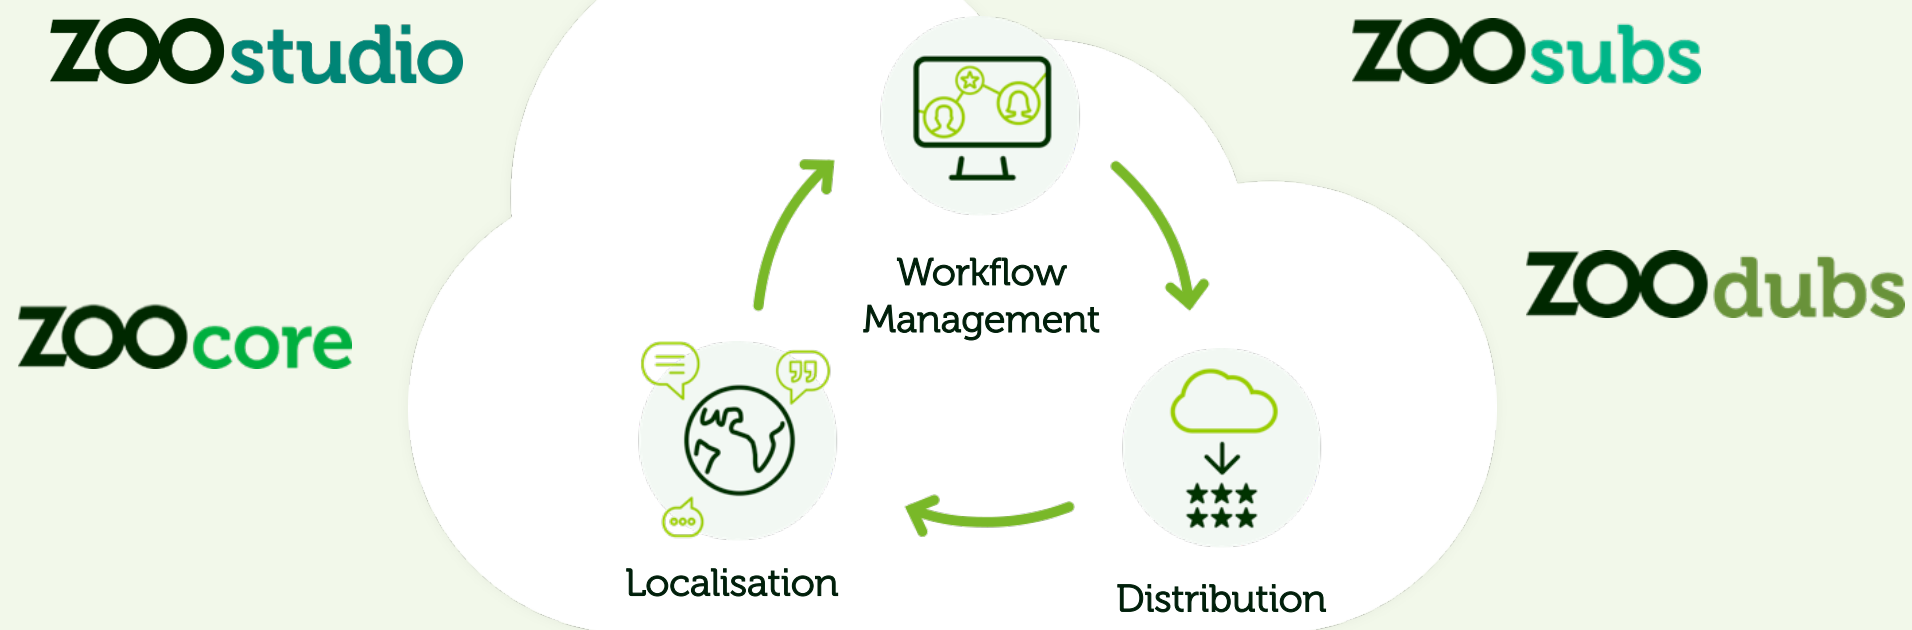 ZOOstudio
ZOOsubs
Workflow
Management
ZOOdubs
ZOOcore
Localisation
Distribution